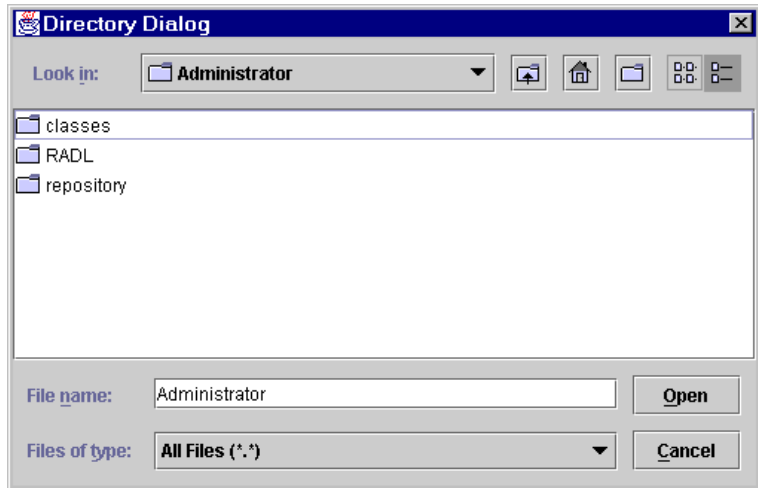 Directory Dialog
Look in: Administrator
classes
RADL
repository
File name: Administrator Open
Files of type: All Files (*.*) Cancel